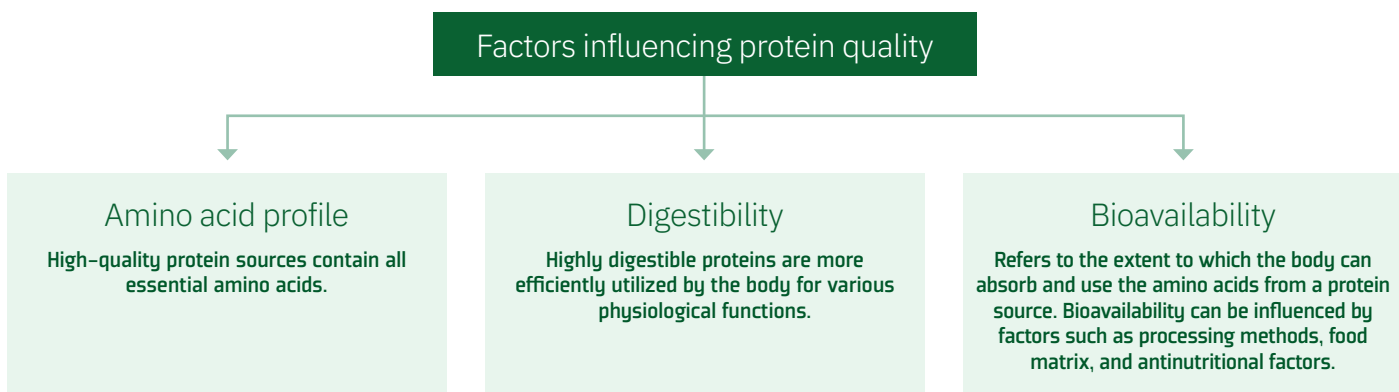 Factors influencing protein quality
Amino acid profile
High-quality protein sources contain all
essential amino acids.
Digestibility
Highly digestible proteins are more
efficiently utilized by the body for various
physiological functions.
Bioavailability
Refers to the extent to which the body can
absorb and use the amino acids from a protein
source. Bioavailability can be influenced by
factors such as processing methods, food
matrix, and antinutritional factors.